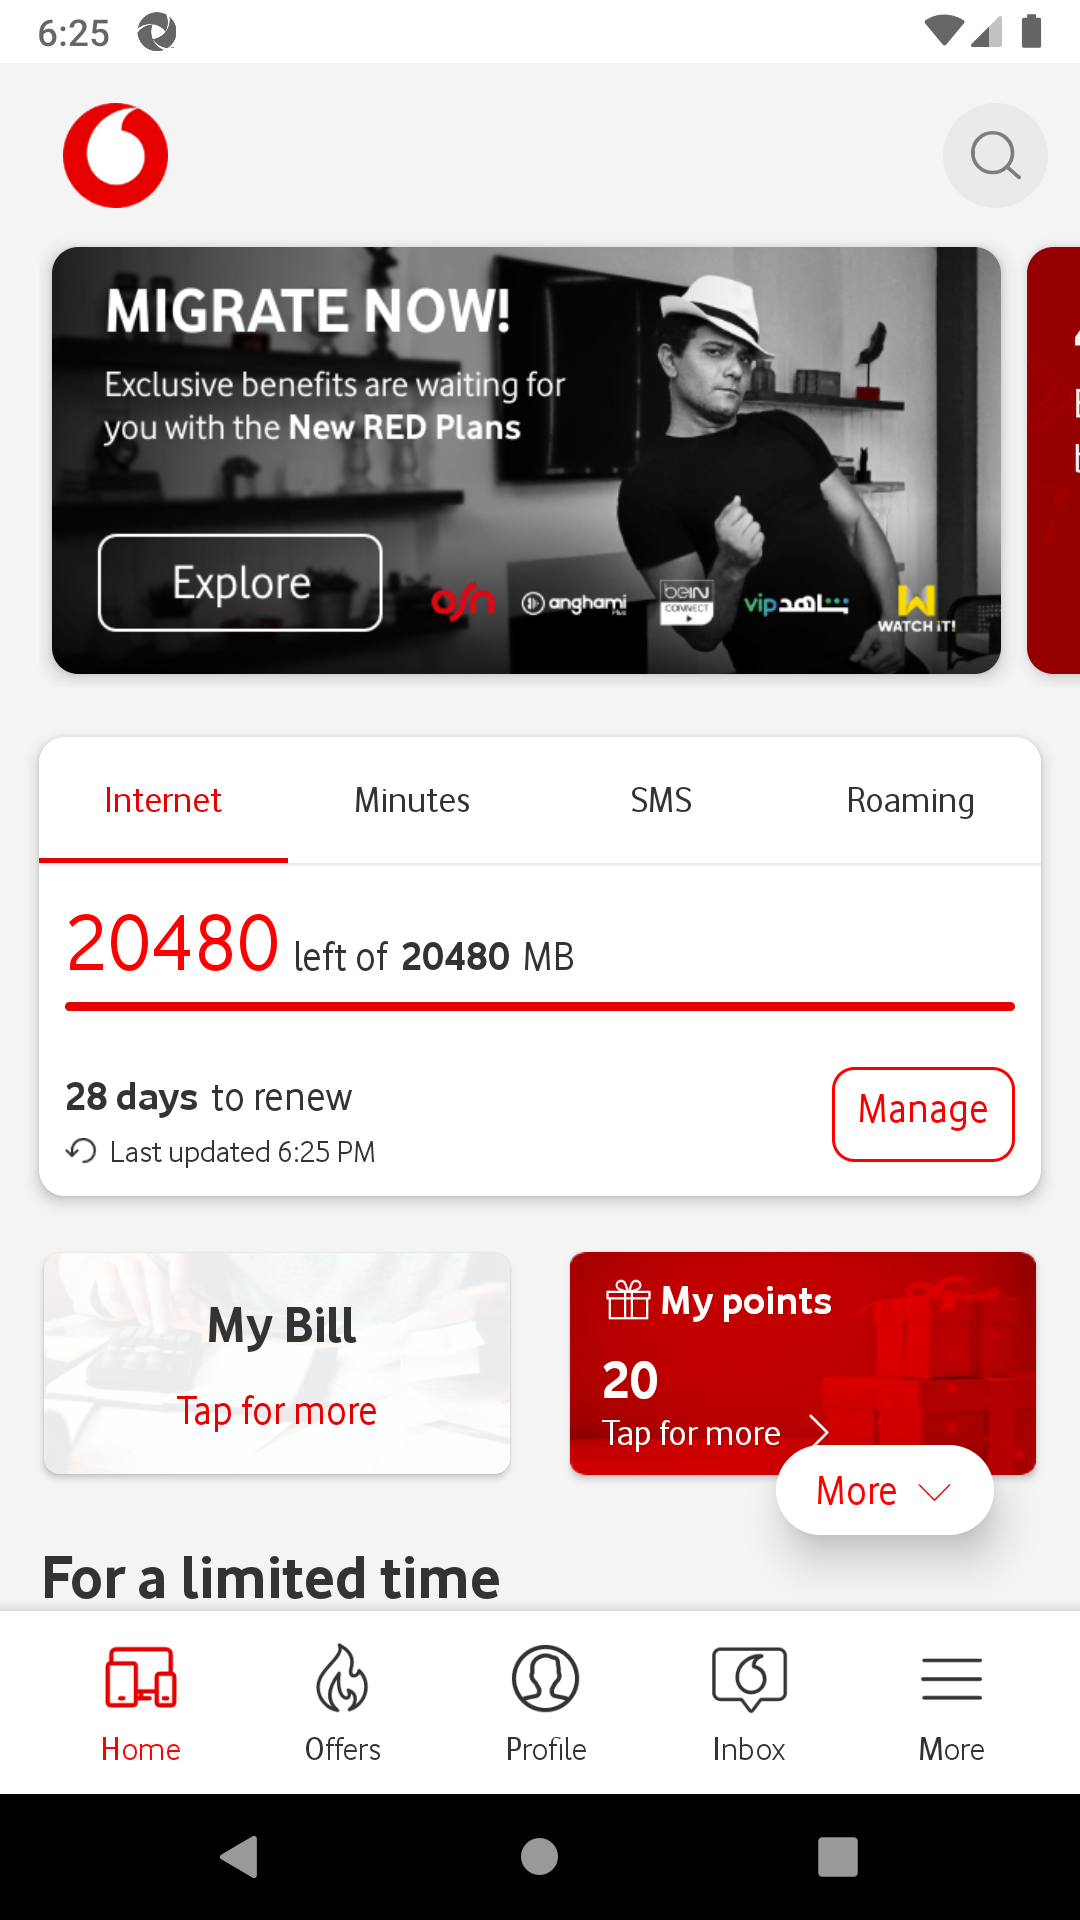 6:25
MIGRATE NOW!
Exclusive benefits are waiting for
you with the New RED Plans
Explore
osn
anghami
Plus
beIN
CONNECT
vip شاهد
WATCH iT!
Internet
Minutes
SMS
Roaming
20480 left of 20480 MB
28 days to renew
Manage
Last updated 6:25 PM
My Bill
Tap for more
My points
20
Tap for more
More
For a limited time
Home
Offers
Profile
Inbox
More